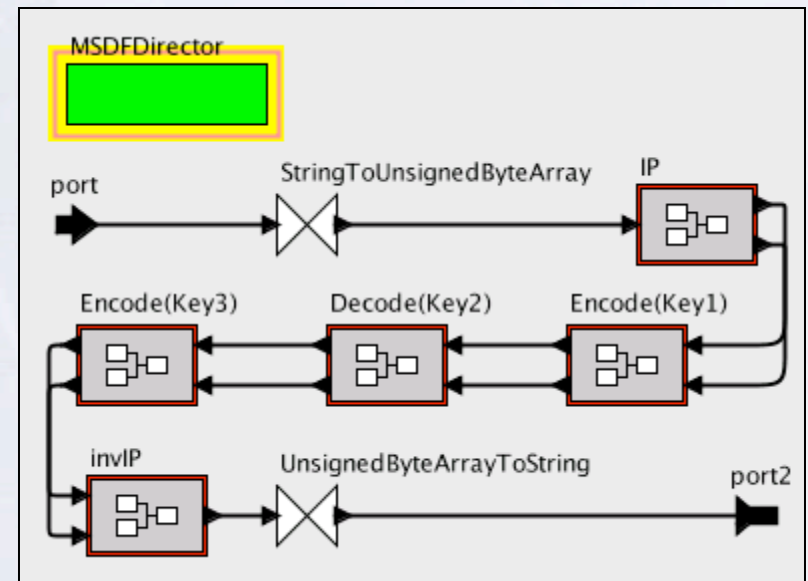 MSDFDirector
port
StringToUnsignedByteArray
IP
Encode(Key3)
Decode(Key2)
Encode(Key1)
invIP
UnsignedByteArrayToString
port2